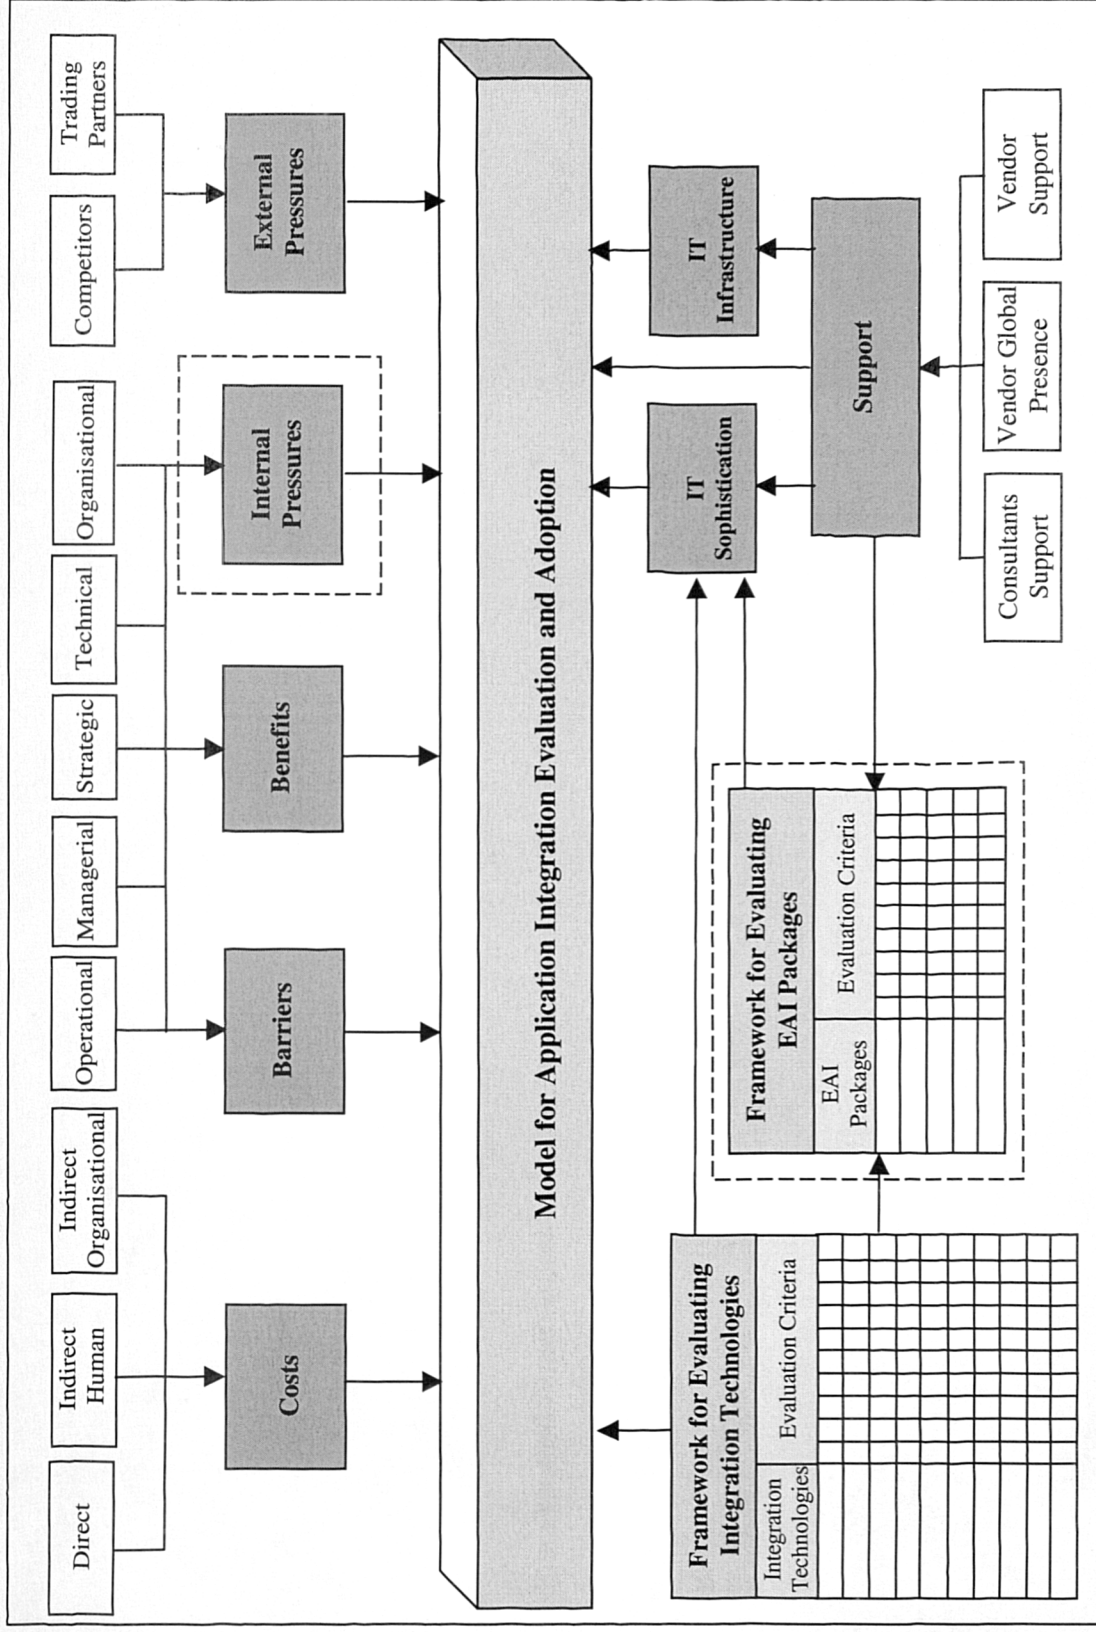 Direct
Indirect
Human
Indirect
Organisational
Operational
Managerial
Strategic
Technical
Organisational
Competitors
Trading
Partners
Costs
Barriers
Benefits
Internal
Pressures
External
Pressures
Model for Application Integration Evaluation and Adoption
Framework for Evaluating
Integration Technologies
Integration
Technologies
Evaluation Criteria
Framework for Evaluating
EAI Packages
EAI
Packages
Evaluation Criteria
IT
Sophistication
IT
Infrastructure
Support
Consultants
Support
Vendor Global
Presence
Vendor
Support